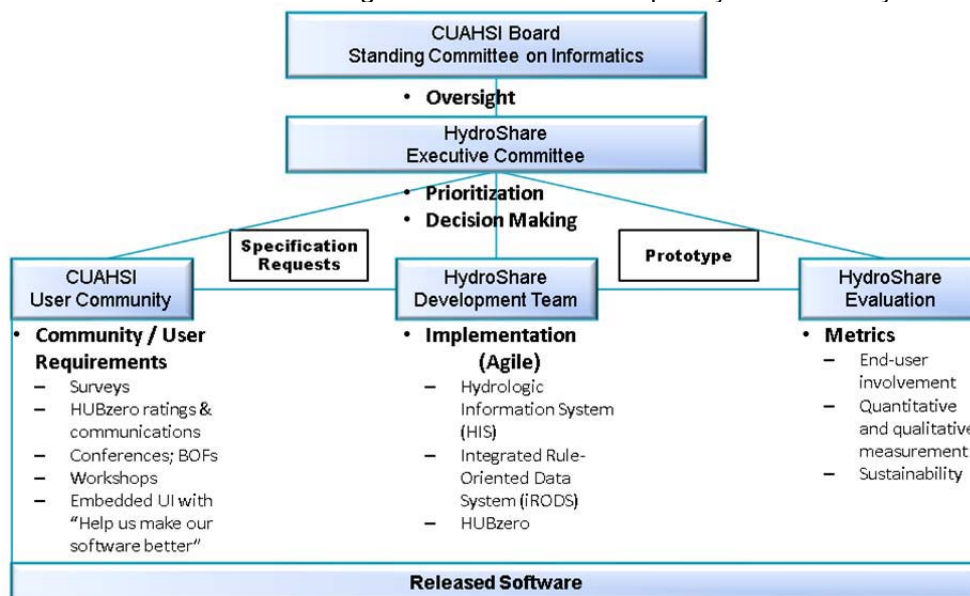 CUAHSI Board
Standing Committee on Informatics
• Oversight
HydroShare
Executive Committee
• Prioritization
• Decision Making
Specification
Requests
Prototype
CUAHSI
User Community
HydroShare
Development Team
HydroShare
Evaluation
• Community / User
Requirements
– Surveys
– HUBzero ratings &
communications
– Conferences; BOFs
– Workshops
– Embedded UI with
“Help us make our
software better”
• Implementation
(Agile)
– Hydrologic
Information System
(HIS)
– Integrated Rule-
Oriented Data
System (iRODS)
– HUBzero
• Metrics
– End-user
involvement
– Quantitative
and qualitative
measurement
– Sustainability
Released Software